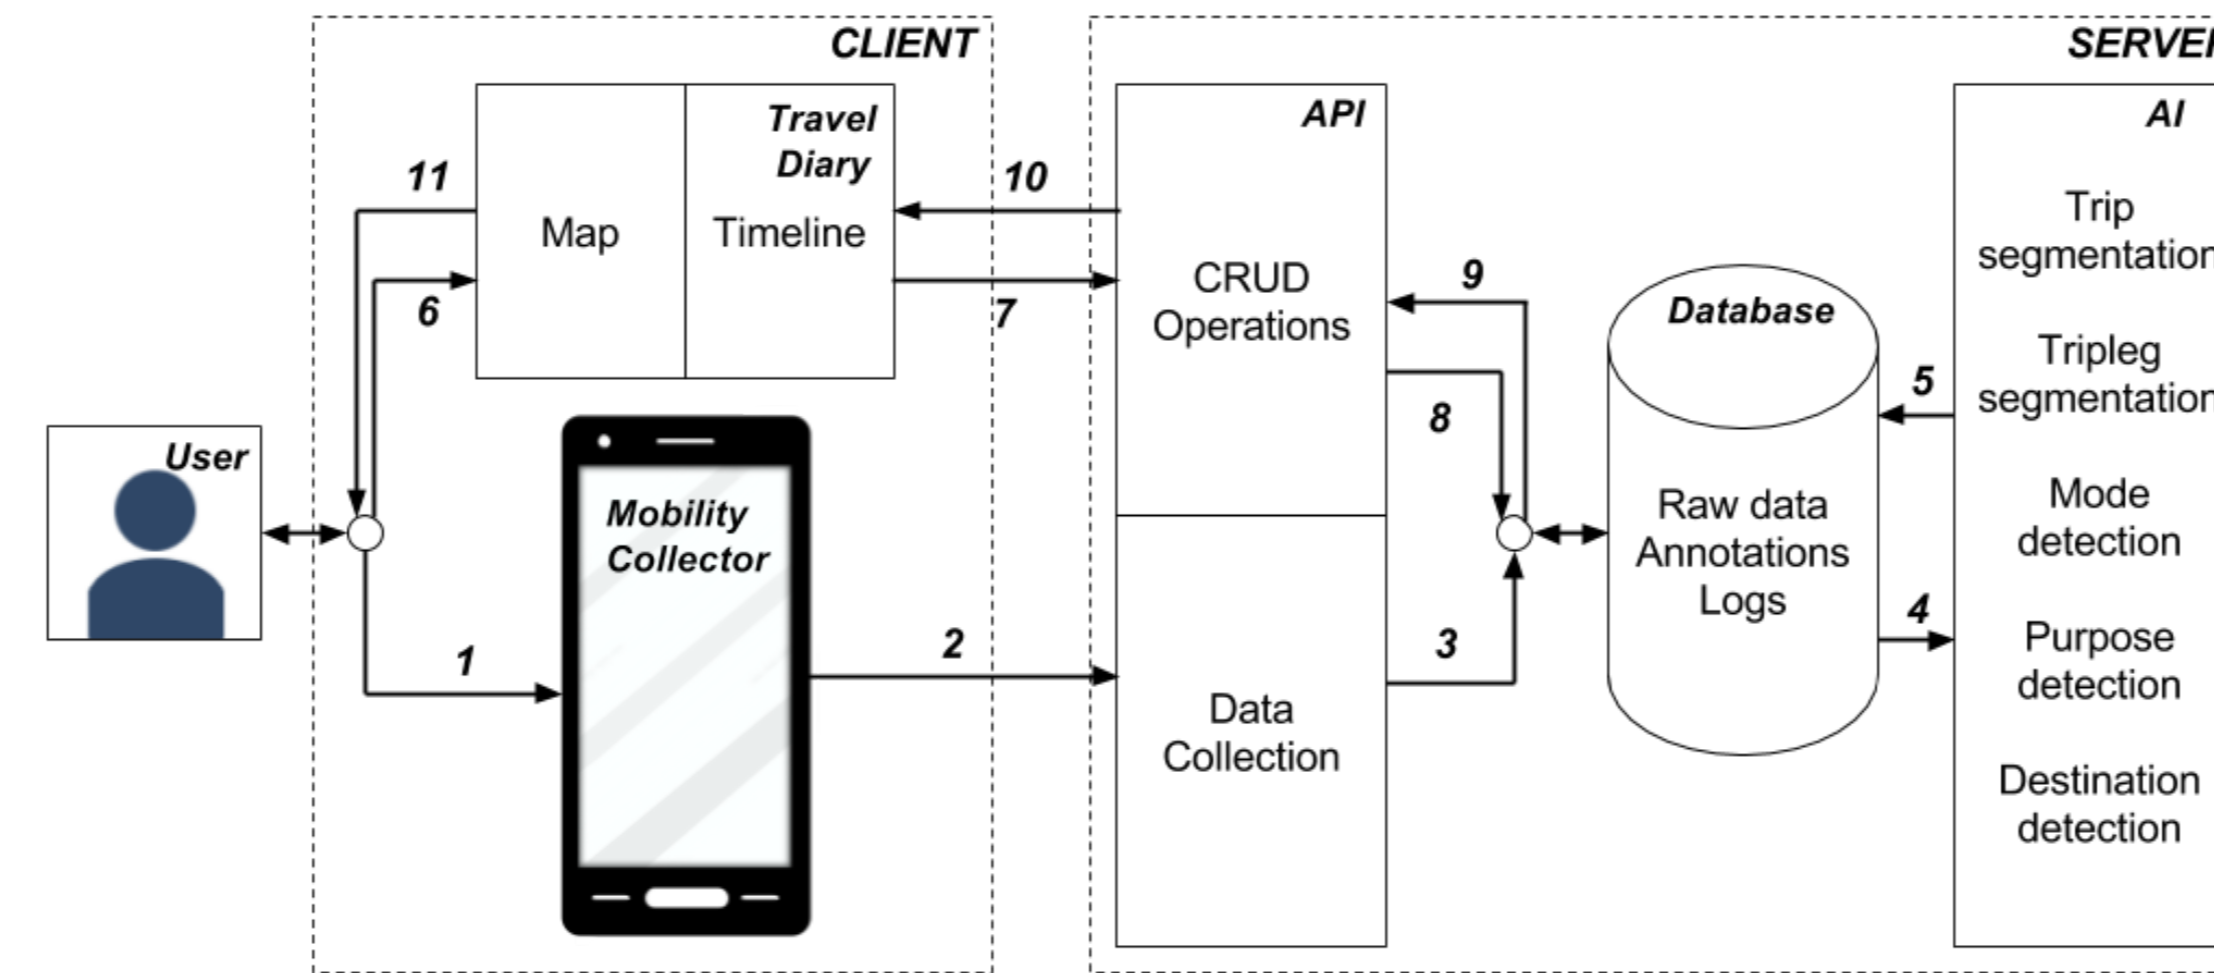 CLIENT
SERVER
Travel
Diary
Map
Timeline
11
6
10
7
API
CRUD
Operations
9
8
Database
Raw data
Annotations
Logs
5
4
AI
Trip
segmentation
Tripleg
segmentation
Mode
detection
Purpose
detection
Destination
detection
User
Mobility
Collector
1
2
3
Data
Collection